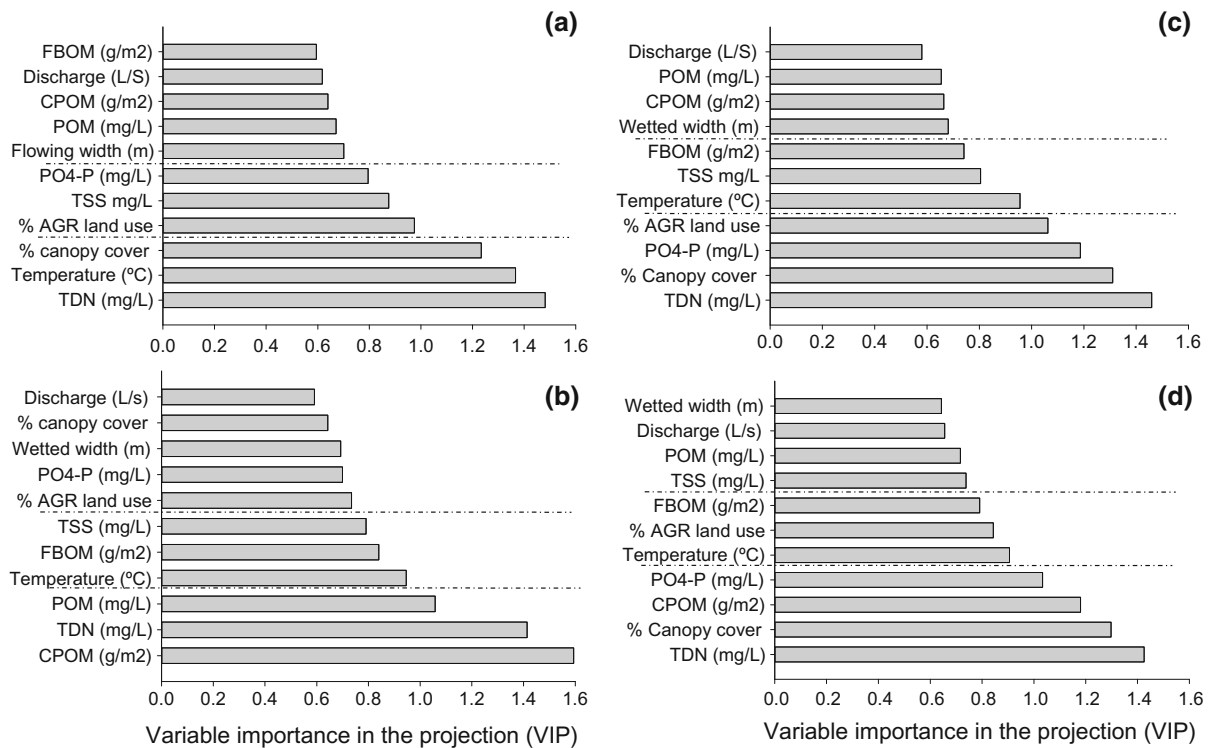 (a)
FBOM (g/m2)
Discharge (L/S)
CPOM (g/m2)
POM (mg/L)
Flowing width (m)
PO4-P (mg/L)
TSS mg/L
% AGR land use
% canopy cover
Temperature (ºC)
TDN (mg/L)
0.0 0.2 0.4 0.6 0.8 1.0 1.2 1.4 1.6
(b)
Discharge (L/s)
% canopy cover
Wetted width (m)
PO4-P (mg/L)
% AGR land use
TSS (mg/L)
FBOM (g/m2)
Temperature (ºC)
POM (mg/L)
TDN (mg/L)
CPOM (g/m2)
0.0 0.2 0.4 0.6 0.8 1.0 1.2 1.4 1.6
Variable importance in the projection (VIP)
(c)
Discharge (L/S)
POM (mg/L)
CPOM (g/m2)
Wetted width (m)
FBOM (g/m2)
TSS mg/L
Temperature (ºC)
% AGR land use
PO4-P (mg/L)
% Canopy cover
TDN (mg/L)
0.0 0.2 0.4 0.6 0.8 1.0 1.2 1.4 1.6
(d)
Wetted width (m)
Discharge (L/s)
POM (mg/L)
TSS (mg/L)
FBOM (g/m2)
% AGR land use
Temperature (ºC)
PO4-P (mg/L)
CPOM (g/m2)
% Canopy cover
TDN (mg/L)
0.0 0.2 0.4 0.6 0.8 1.0 1.2 1.4 1.6
Variable importance in the projection (VIP)